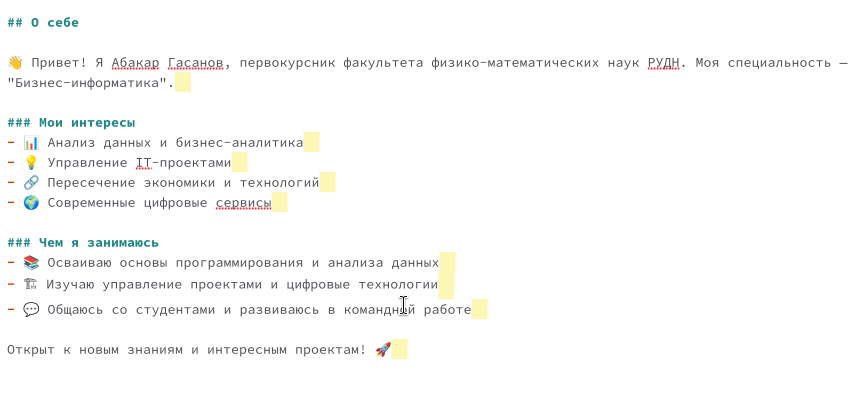 ## О себе
👋 Привет! Я Абакар Гасанов, первокурсник факультета физико-математических наук РУДН. Моя специальность —
"Бизнес-информатика".
### Мои интересы
- 📊 Анализ данных и бизнес-аналитика
- 💡 Управление IT-проектами
- 🔗 Пересечение экономики и технологий
- 🌍 Современные цифровые сервисы
### Чем я занимаюсь
- 📚 Осваиваю основы программирования и анализа данных
- 🏗 Изучаю управление проектами и цифровые технологии
- 💬 Общаюсь со студентами и развиваюсь в командной работе
Открыт к новым знаниям и интересным проектам! 🚀